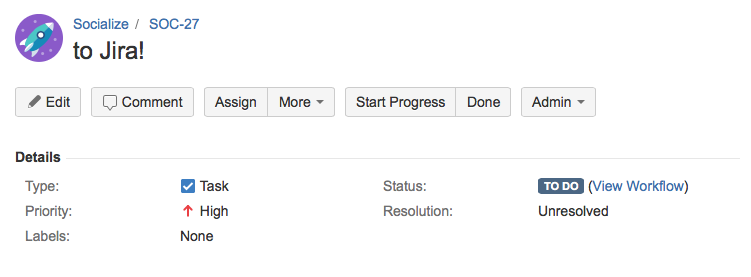 Socialize / SOC-27
to Jira!
Edit Comment Assign More Start Progress Done Admin
Details
Type: Task Status: TO DO (View Workflow)
Priority: High Resolution: Unresolved
Labels: None